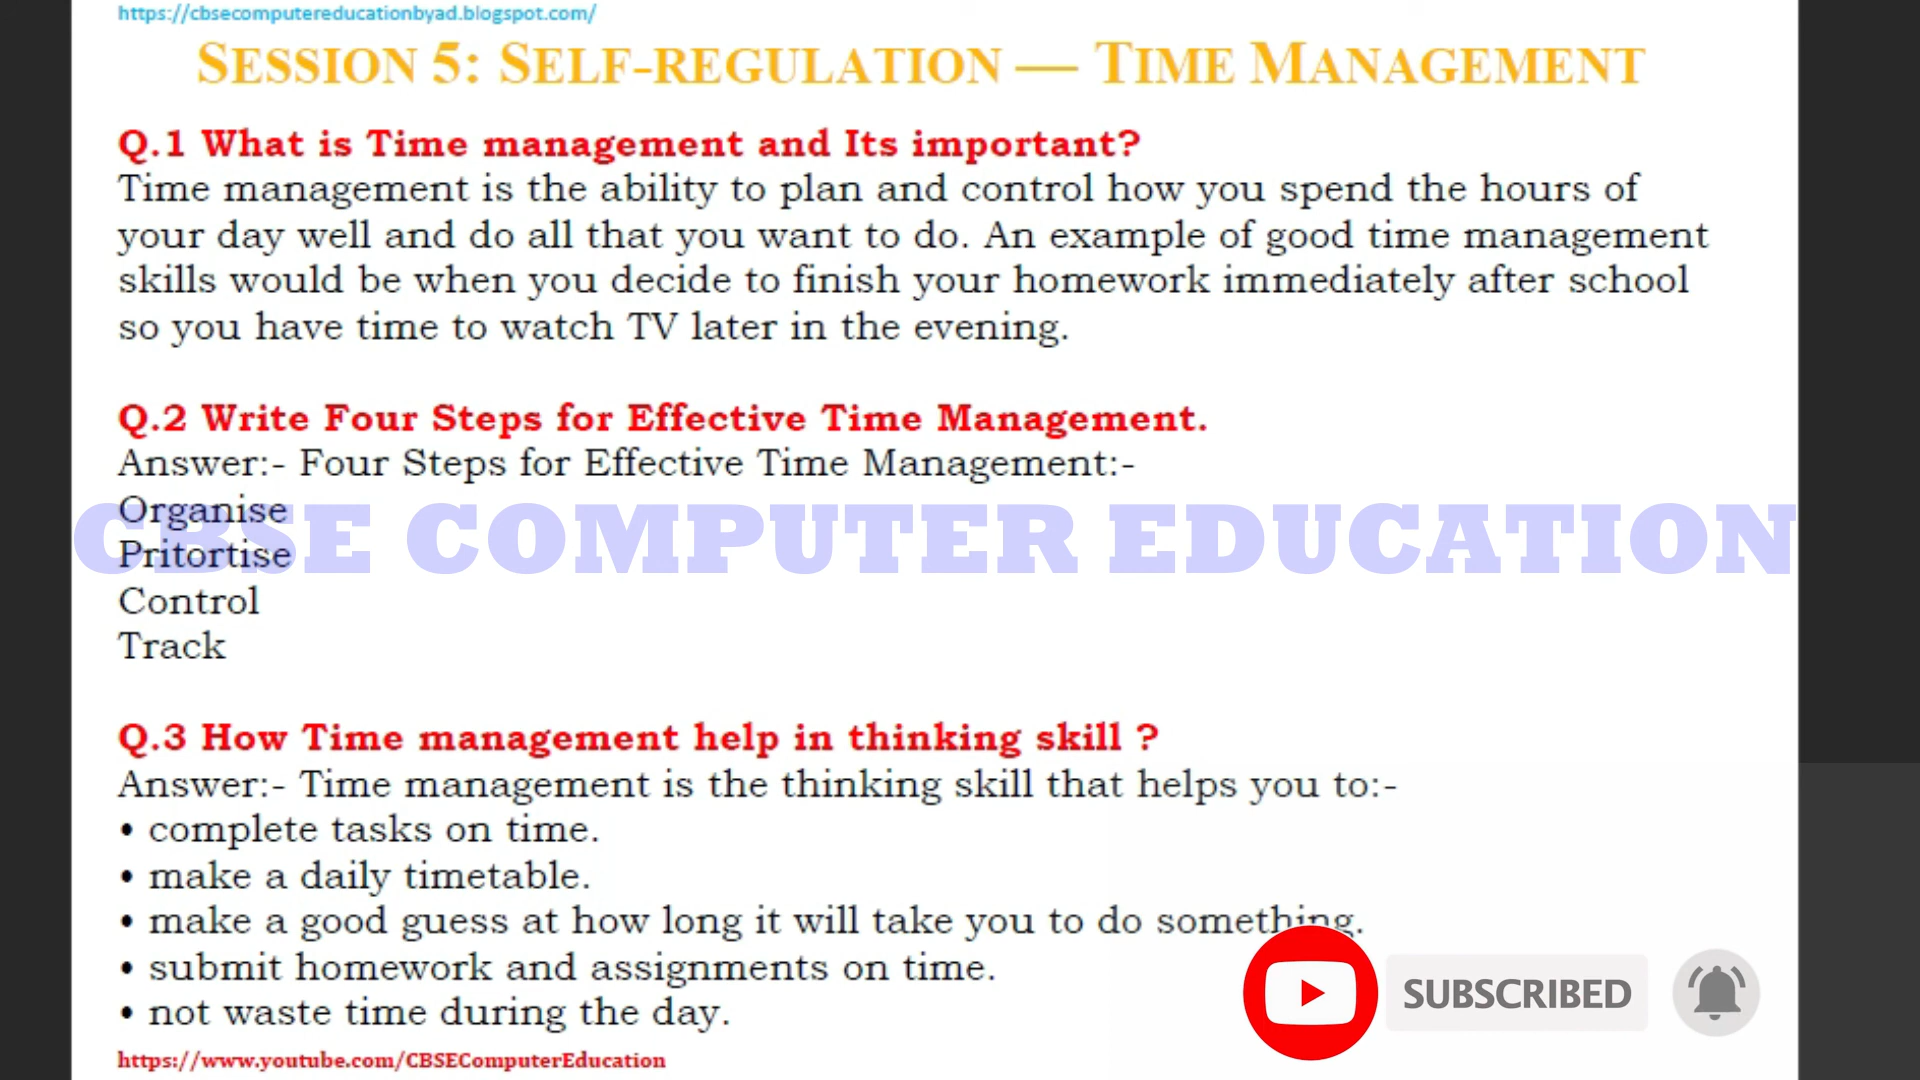 https://cbsecomputereducationbyad.blogspot.com/
SESSION 5: SELF-REGULATION — TIME MANAGEMENT
Q.1 What is Time management and Its important?
Time management is the ability to plan and control how you spend the hours of
your day well and do all that you want to do. An example of good time management
skills would be when you decide to finish your homework immediately after school
so you have time to watch TV later in the evening.
Q.2 Write Four Steps for Effective Time Management.
Answer:- Four Steps for Effective Time Management:-
Organise
CBSE COMPUTER EDUCATION
Pritortise
Control
Track
Q.3 How Time management help in thinking skill ?
Answer:- Time management is the thinking skill that helps you to:-
• complete tasks on time.
• make a daily timetable.
• make a good guess at how long it will take you to do something.
• submit homework and assignments on time.
• not waste time during the day.
SUBSCRIBED
https://www.youtube.com/CBSEComputerEducation